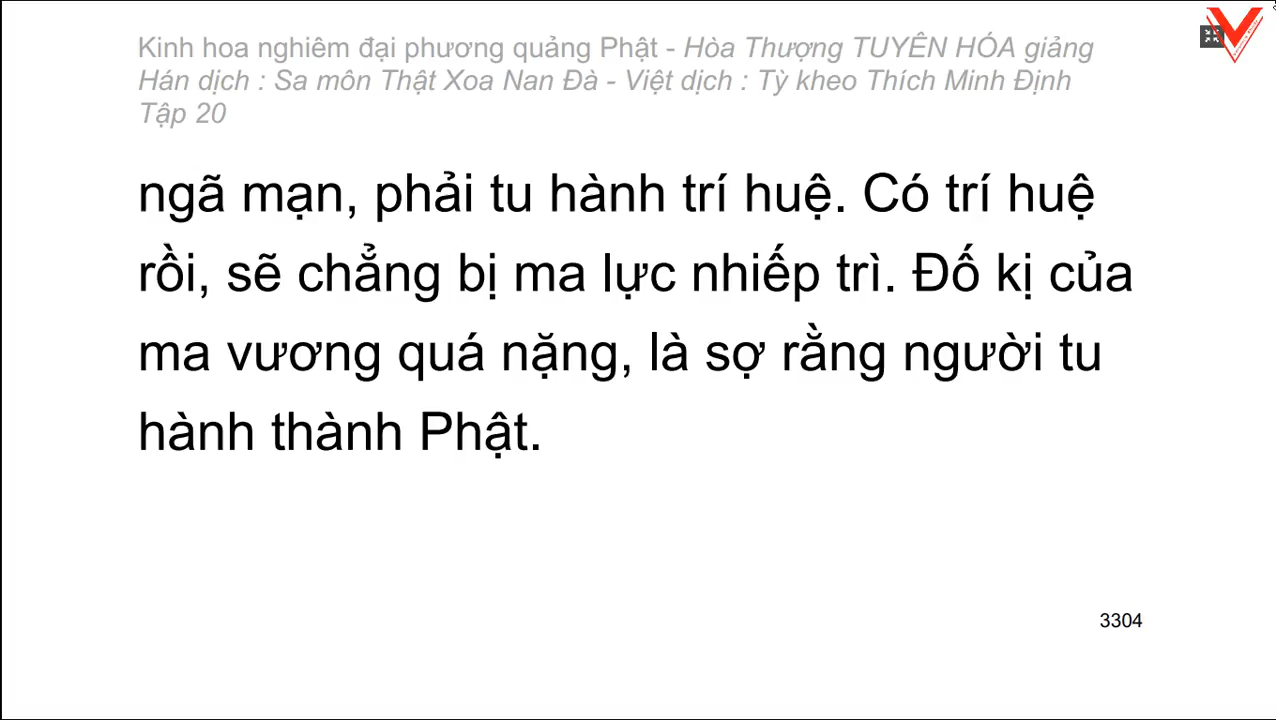 Kinh hoa nghiêm đại phương quảng Phật - Hòa Thượng TUYÊN HÓA giảng
Hán dịch : Sa môn Thật Xoa Nan Đà - Việt dịch : Tỳ kheo Thích Minh Định
Tập 20
ngã mạn, phải tu hành trí huệ. Có trí huệ
rồi, sẽ chẳng bị ma lực nhiếp trì. Đố kị của
ma vương quá nặng, là sợ rằng người tu
hành thành Phật.
3304